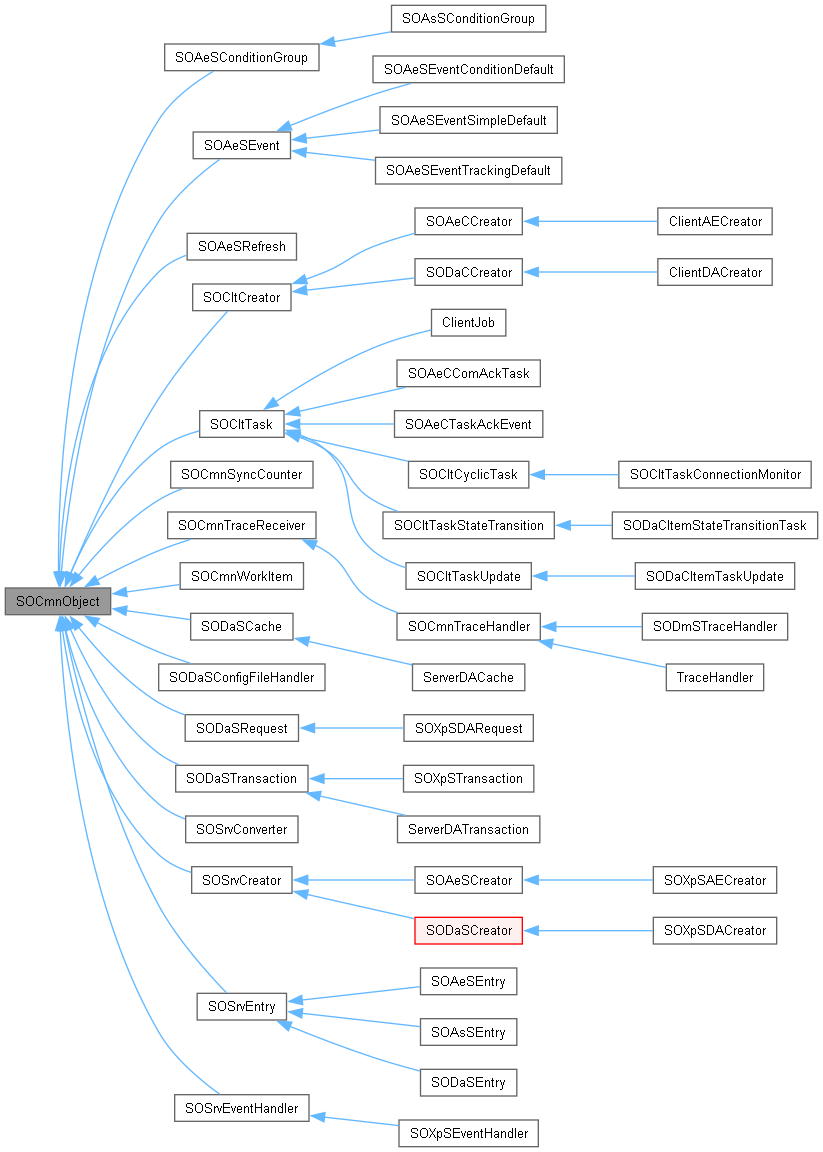 SOAsSConditionGroup
SOAeSConditionGroup
SOAeSEventConditionDefault
SOAeSEventSimpleDefault
SOAeSEvent
SOAeSEventTrackingDefault
SOAeCCreator
ClientAECreator
SOAeSRefresh
SODaCCreator
ClientDACreator
SOCltCreator
ClientJob
SOAeCComAckTask
SOCltTask
SOAeCTaskAckEvent
SOCmnSyncCounter
SOCltCyclicTask
SOCltTaskConnectionMonitor
SOCmnTraceReceiver
SOCltTaskStateTransition
SODaCItemStateTransitionTask
SOCmnWorkItem
SOCltTaskUpdate
SODaCItemTaskUpdate
SOCmnObject
SODaSCache
SOCmnTraceHandler
SODmSTraceHandler
SODaSConfigFileHandler
ServerDACache
TraceHandler
SODaSRequest
SOXpSDARequest
SODaSTransaction
SOXpSTransaction
SOSrvConverter
ServerDATransaction
SOSrvCreator
SOAeSCreator
SOXpSAECreator
SODaSCreator
SOXpSDACreator
SOAeSEntry
SOSrvEntry
SOAsSEntry
SODaSEntry
SOSrvEventHandler
SOXpSEventHandler